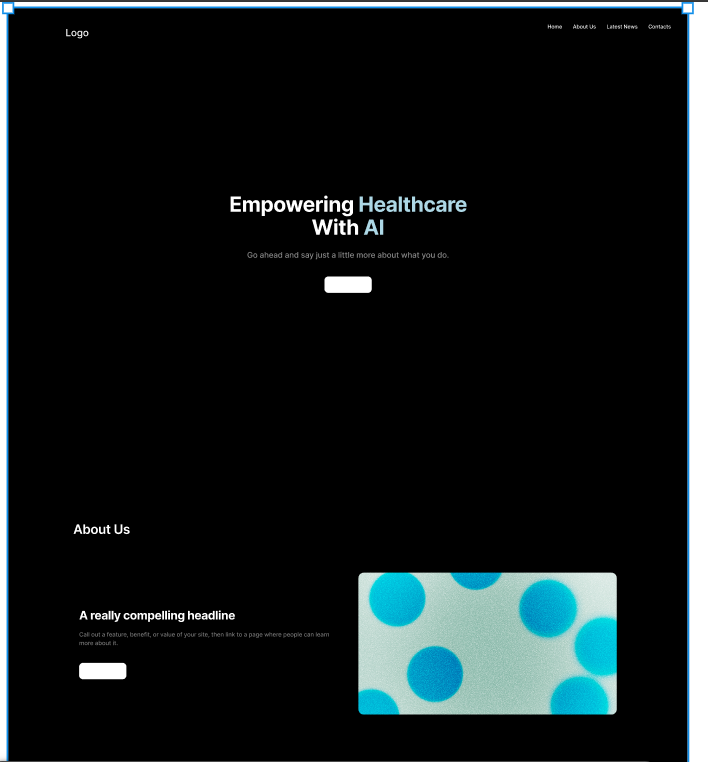 Logo
Home About Us Latest News Contacts
Empowering Healthcare
With AI
Go ahead and say just a little more about what you do.
About Us
A really compelling headline
Call out a feature, benefit, or value of your site, then link to a page where people can learn
more about it.